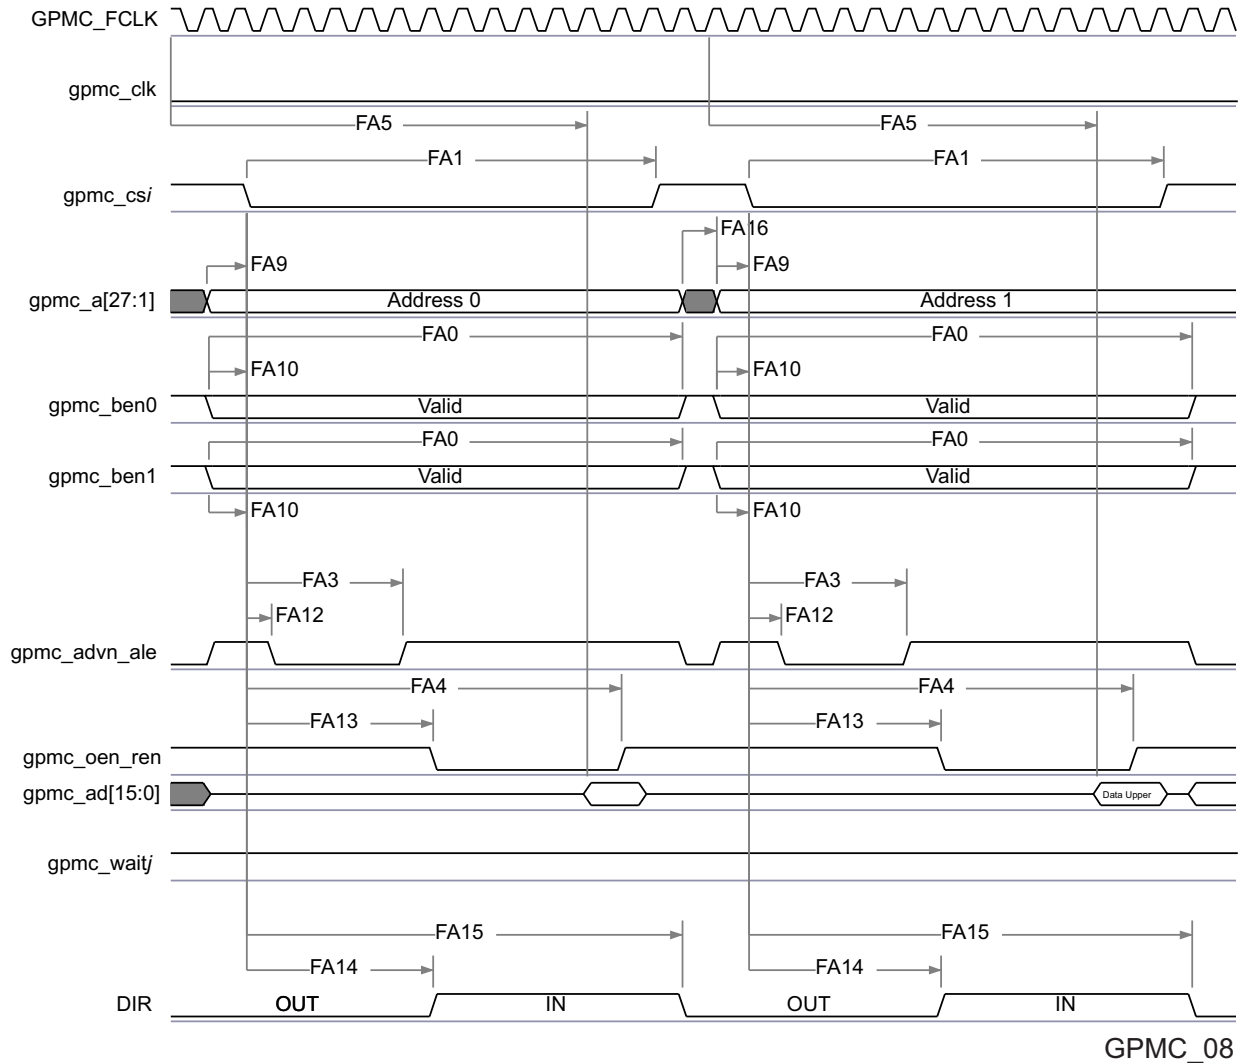 GPMC_FCLK
gpmc_clk
FA5 FA5
FA1 FA1
gpmc_csi
FA16
FA9 FA9
gpmc_a[27:1] Address 0 Address 1
FA0 FA0
FA10 FA10
gpmc_ben0 Valid Valid
FA0 FA0
gpmc_ben1 Valid Valid
FA10 FA10
FA3 FA3
FA12 FA12
gpmc_advn_ale
FA4 FA4
FA13 FA13
gpmc_oen_ren
gpmc_ad[15:0] Data Upper
gpmc_waitj
FA15 FA15
FA14 FA14
DIR OUT IN OUT IN
GPMC_08